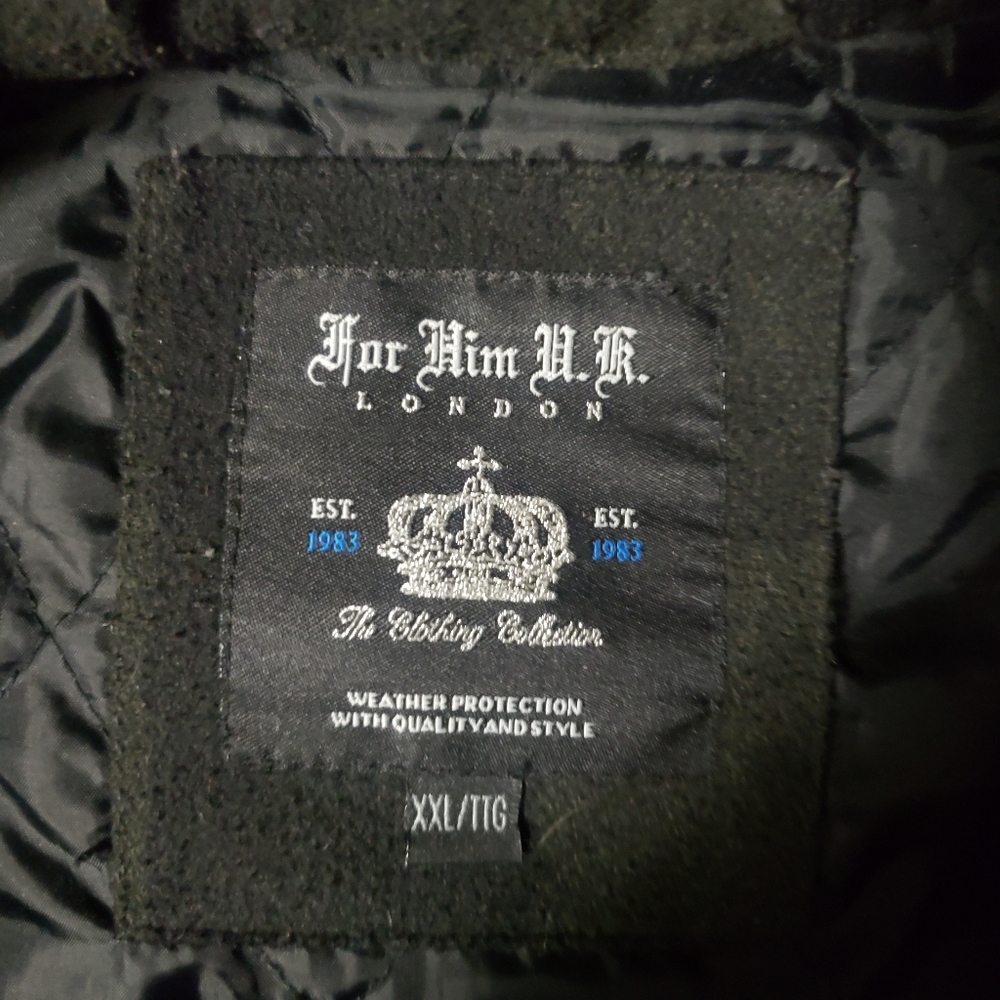 For Him U.K.
LONDON
EST. EST.
1983 1983
The Clothing Collection
WEATHER PROTECTION
WITH QUALITY AND STYLE
XXL/TTG